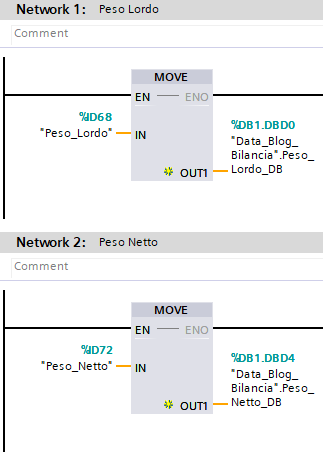 Network 1: Peso Lordo
Comment
MOVE
EN ENO
%ID68
"Peso_Lordo" IN
%DB1.DBD0
"Data_Blog_
Bilancia".Peso_
OUT1 Lordo_DB
Network 2: Peso Netto
Comment
MOVE
EN ENO
%ID72
"Peso_Netto" IN
%DB1.DBD4
"Data_Blog_
Bilancia".Peso_
OUT1 Netto_DB